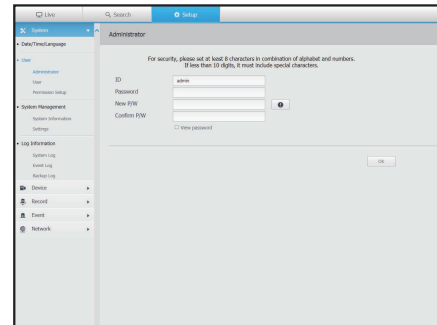 Live
Search
Setup
System
Date/Time/Language
User
Administrator
User
Permission Setup
System Management
System Information
Settings
Log Information
System Log
Event Log
Backup Log
Device
Record
Event
Network
Administrator
For security, please set at least 8 characters in combination of alphabet and numbers.
If less than 10 digits, it must include special characters.
ID
admin
Password
New P/W
Confirm P/W
View password
OK